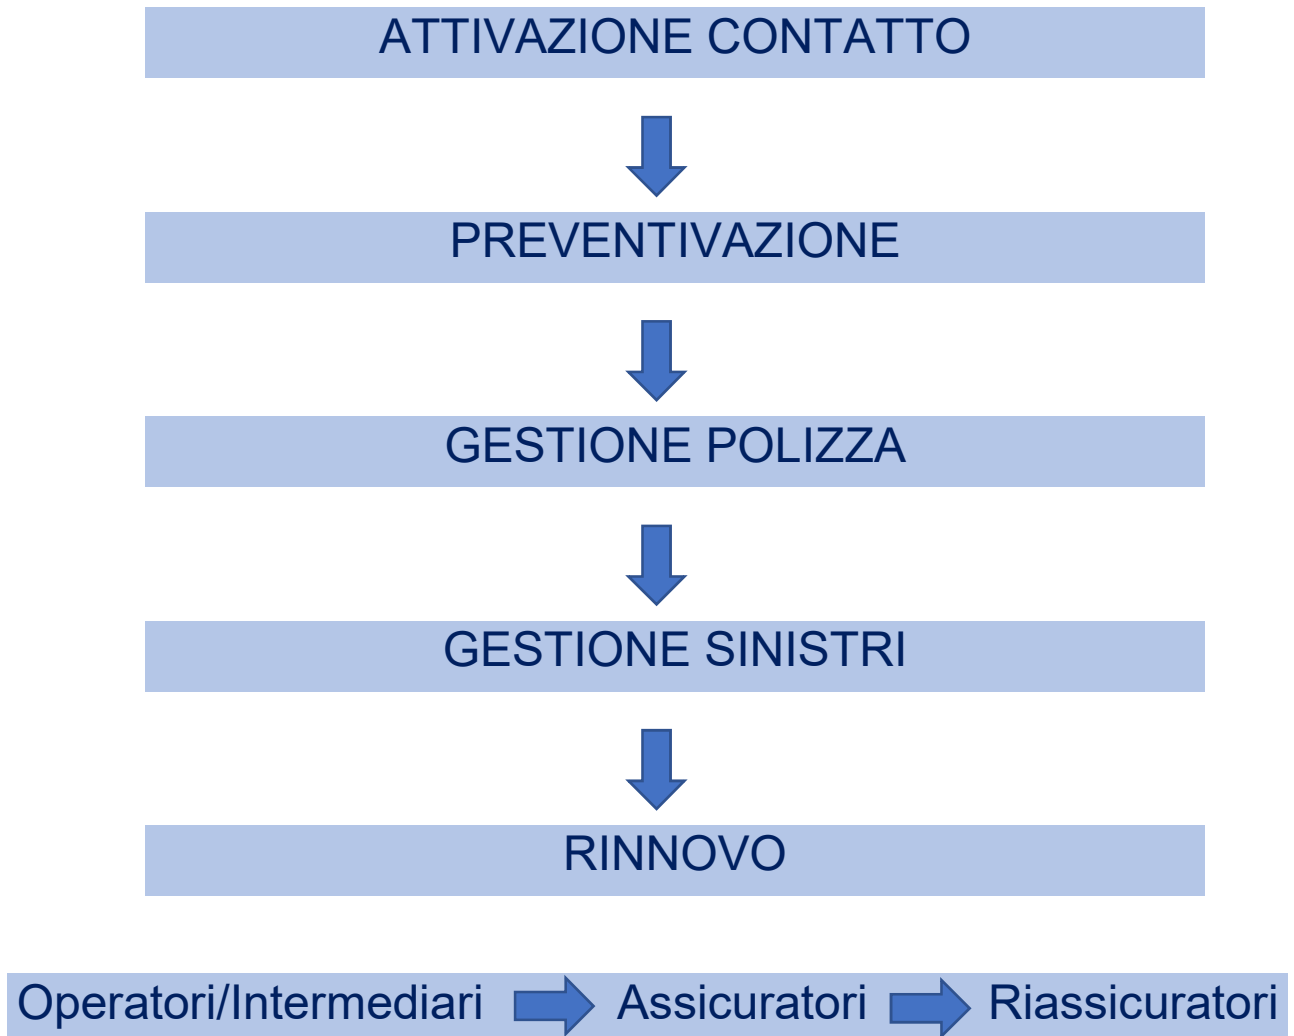 ATTIVAZIONE CONTATTO
PREVENTIVAZIONE
GESTIONE POLIZZA
GESTIONE SINISTRI
RINNOVO
Operatori/Intermediari Assicuratori Riassicuratori